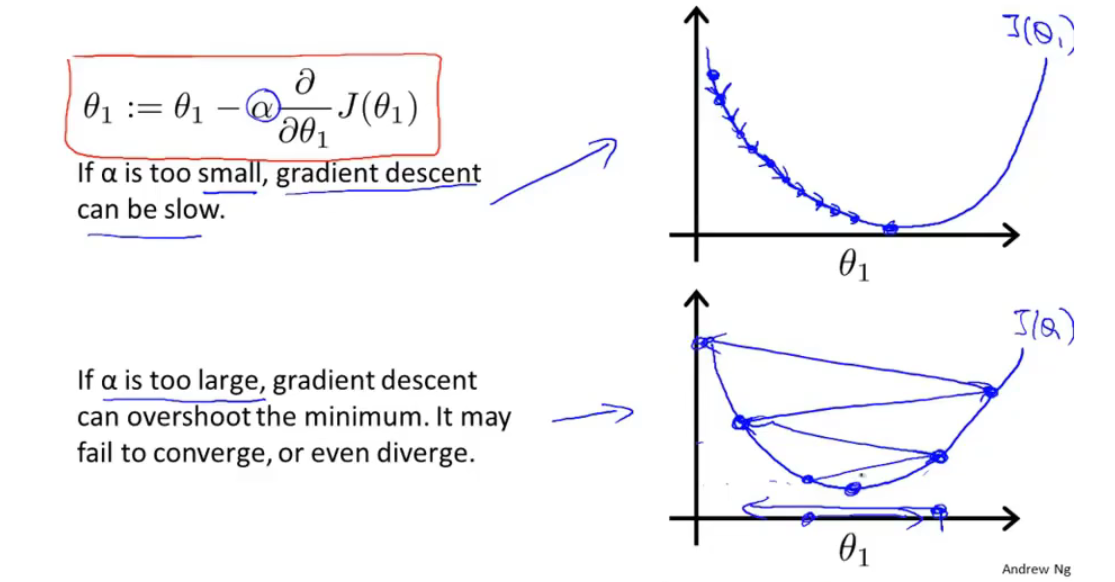 θ₁ := θ₁ − α ∂/∂θ₁ J(θ₁)
If α is too small, gradient descent
can be slow.
J(θ₁)
θ₁
If α is too large, gradient descent
can overshoot the minimum. It may
fail to converge, or even diverge.
J(θ)
θ₁
Andrew Ng